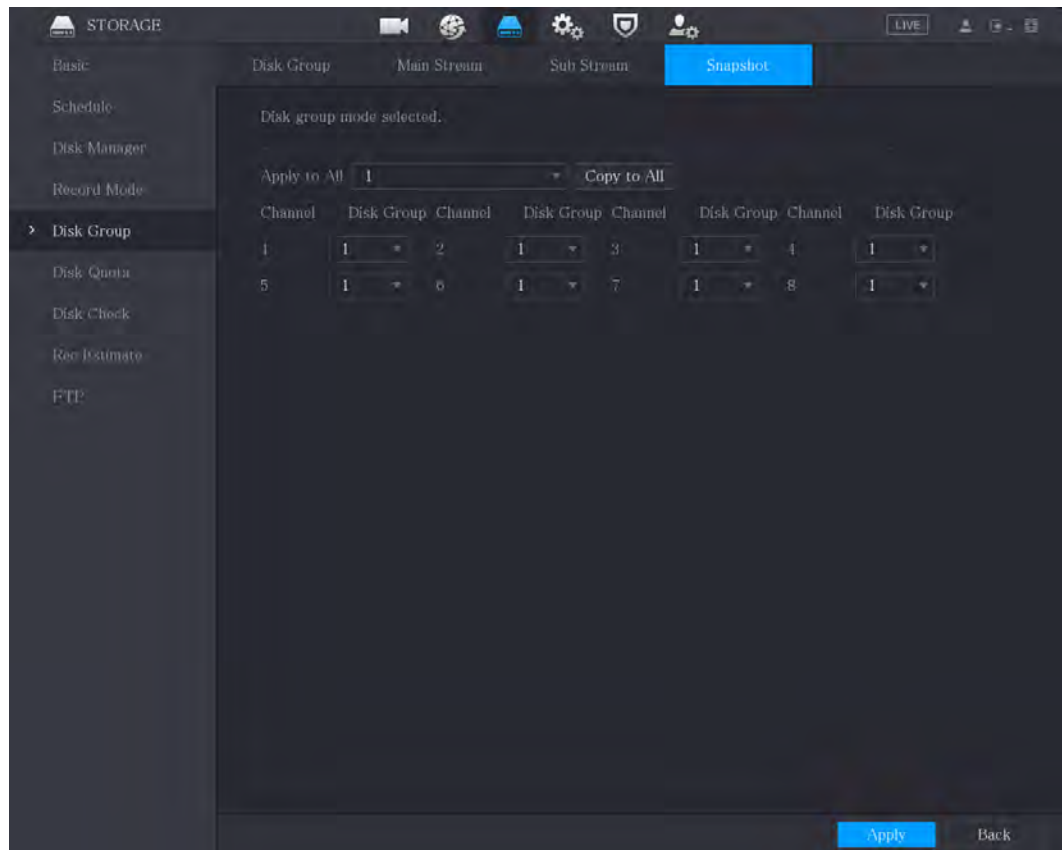 STORAGE
LIVE
Basic
Disk Group Main Stream Sub Stream Snapshot
Schedule
Disk group mode selected.
Disk Manager
Apply to All 1 Copy to All
Record Mode
Channel Disk Group Channel Disk Group Channel Disk Group Channel Disk Group
Disk Group
1 1 2 1 3 1 4 1
Disk Quota
5 1 6 1 7 1 8 1
Disk Check
Rec Estimate
FTP
Apply Back